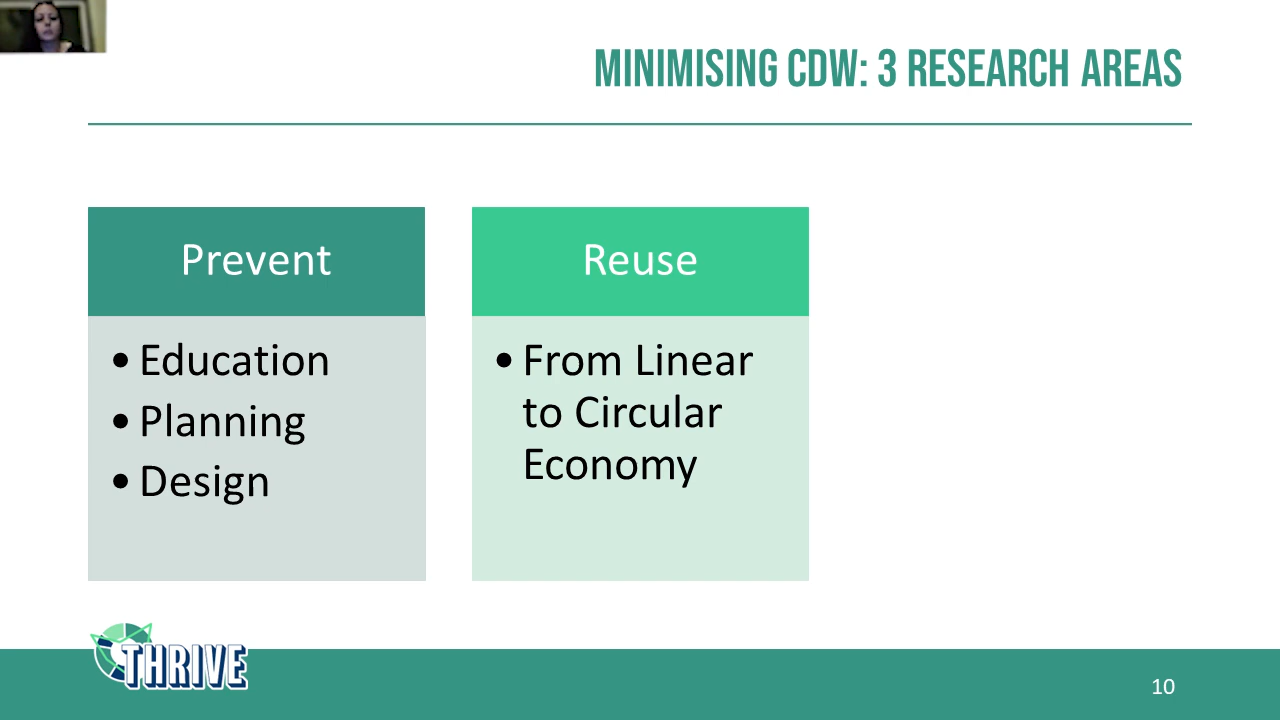 MINIMISING CDW: 3 RESEARCH AREAS
Prevent
• Education
• Planning
• Design
Reuse
• From Linear
to Circular
Economy
THRIVE
10